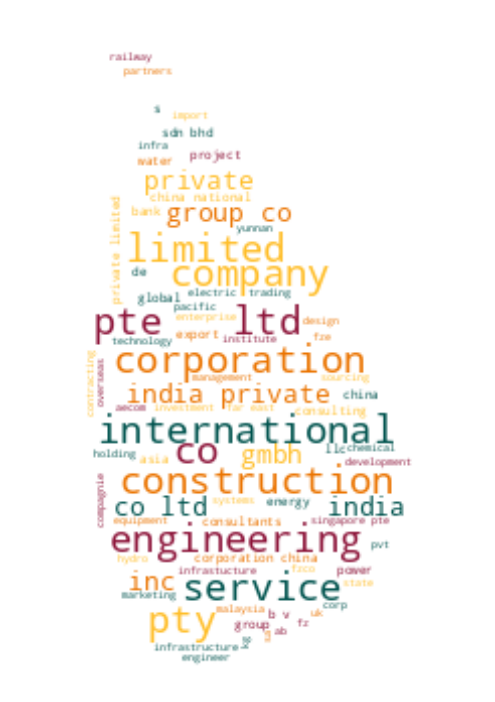 railway
partners
s
import
sdn bhd
infra
water
project
private
china national
private limited
bank
group co
yunnan
limited
de
company
global
electric
trading
pacific
pte
ltd
enterprise
design
technology
export
institute
fze
corporation
contracting
overseas
management
sourcing
india private
china
aecom
investment
far east
consulting
international
holding
asia
co
gmbh
llc
chemical
development
construction
compagnie
co ltd
systems
energy
india
equipment
consultants
singapore pte
engineering
pvt
hydro
corporation china
infrastucture
fzco
power
inc
service
state
marketing
corp
pty
malaysia
b v
uk
group
fz
ab
infrastructure
engineer